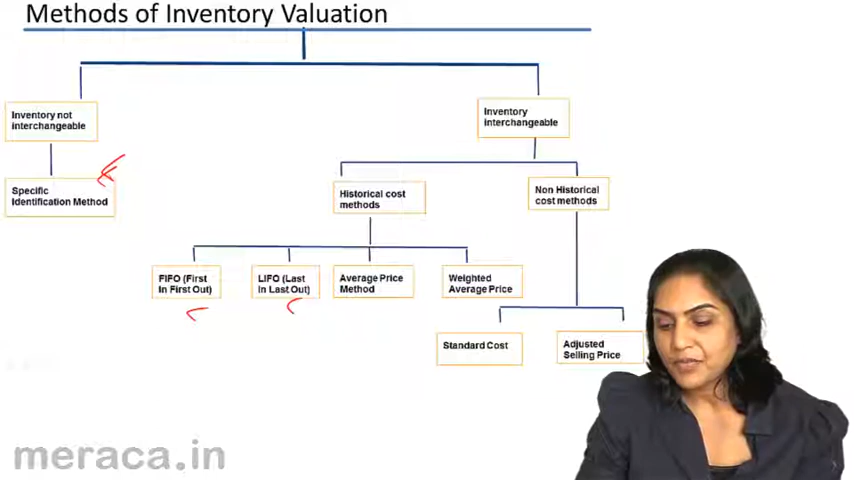 Methods of Inventory Valuation
Inventory not
interchangeable
Inventory
interchangeable
Specific
Identification Method
Historical cost
methods
Non Historical
cost methods
FIFO (First
In First Out)
LIFO (Last
In Last Out)
Average Price
Method
Weighted
Average Price
Standard Cost
Adjusted
Selling Price
meraca.in